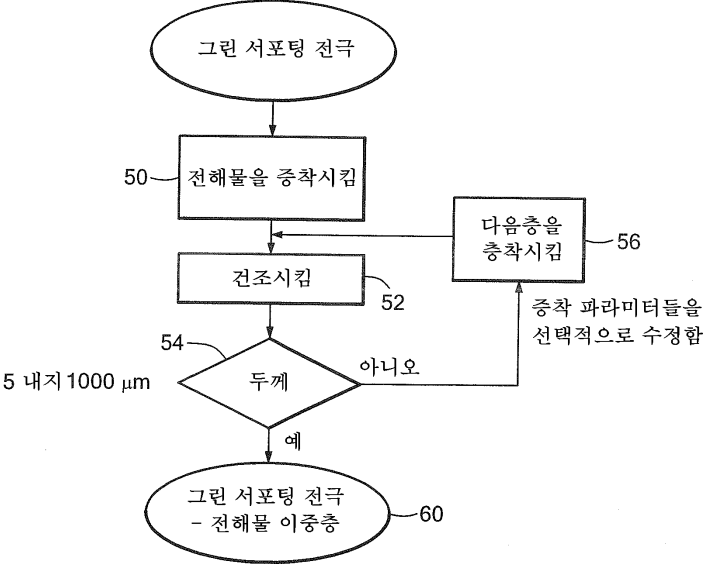 그린 서포팅 전극
50
전해물을 증착시킴
다음층을
증착시킴
56
건조시킴
52
증착 파라미터들을
선택적으로 수정함
54
5 내지 1000 μm
두께
아니오
예
그린 서포팅 전극
- 전해물 이중층
60